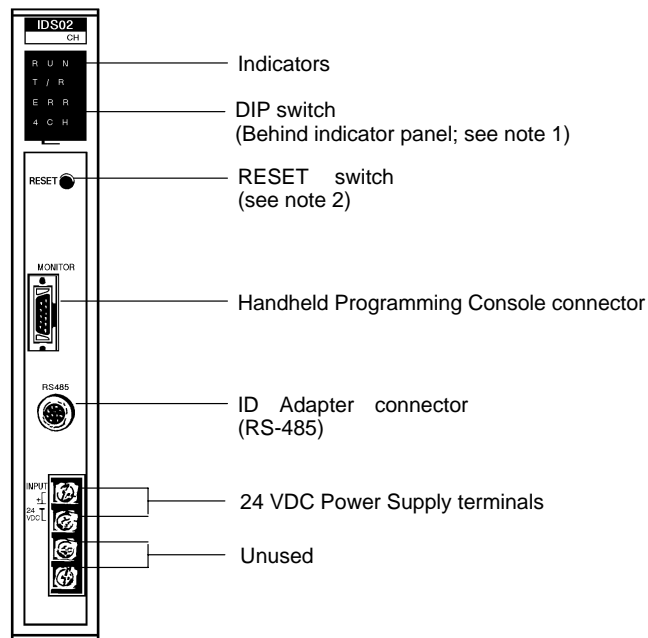 IDS02
CH
R U N
T / R
E R R
4 C H
Indicators
DIP switch
(Behind indicator panel; see note 1)
RESET
RESET switch
(see note 2)
MONITOR
Handheld Programming Console connector
RS485
ID Adapter connector
(RS-485)
INPUT
24
VDC
24 VDC Power Supply terminals
Unused